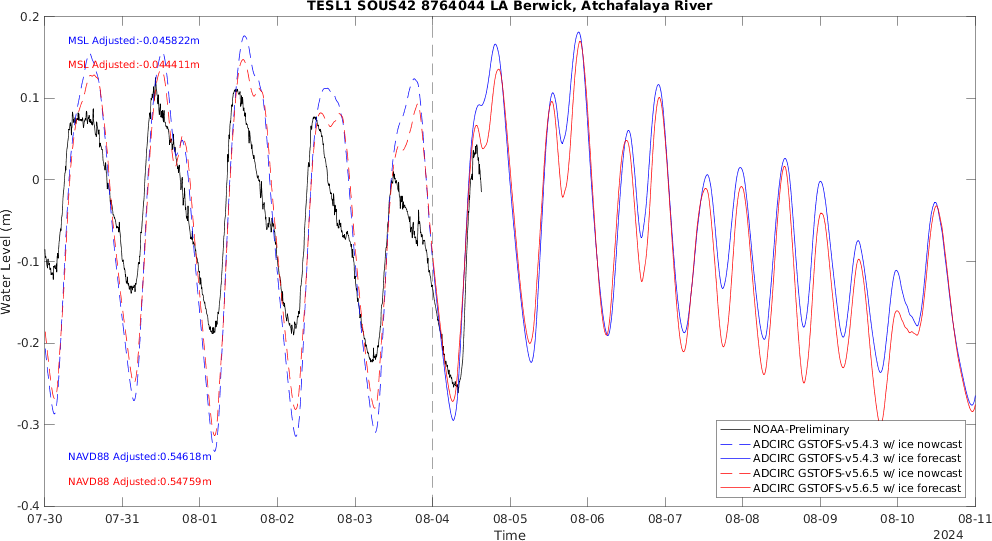 TESL1 SOUS42 8764044 LA Berwick, Atchafalaya River
0.2
0.1
0
-0.1
-0.2
-0.3
-0.4
Water Level (m)
MSL Adjusted:-0.045822m
MSL Adjusted:-0.044411m
NAVD88 Adjusted:0.54618m
NAVD88 Adjusted:0.54759m
NOAA-Preliminary
ADCIRC GSTOFS-v5.4.3 w/ ice nowcast
ADCIRC GSTOFS-v5.4.3 w/ ice forecast
ADCIRC GSTOFS-v5.6.5 w/ ice nowcast
ADCIRC GSTOFS-v5.6.5 w/ ice forecast
07-30 07-31 08-01 08-02 08-03 08-04 08-05 08-06 08-07 08-08 08-09 08-10 08-11
Time
2024